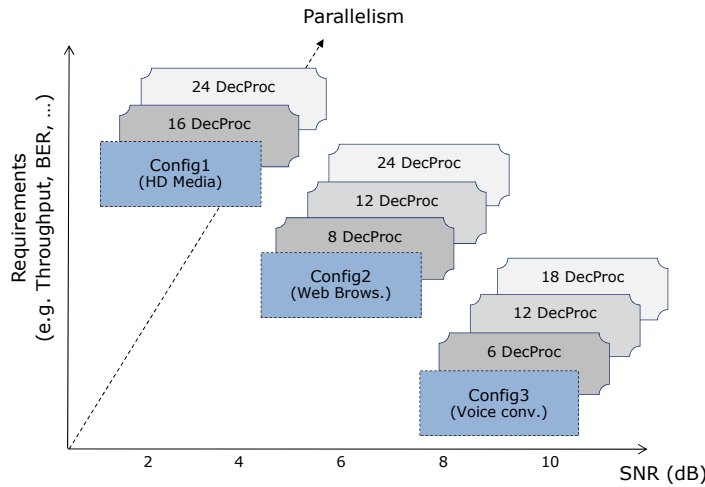 Parallelism
Requirements
(e.g. Throughput, BER, ...)
24 DecProc
16 DecProc
Config1
(HD Media)
24 DecProc
12 DecProc
8 DecProc
Config2
(Web Brows.)
18 DecProc
12 DecProc
6 DecProc
Config3
(Voice conv.)
2 4 6 8 10
SNR (dB)